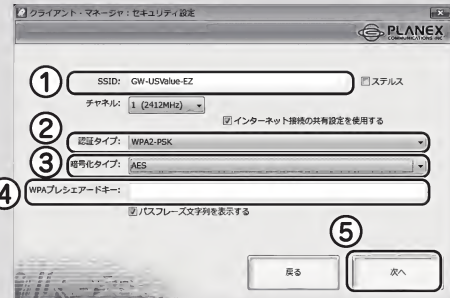 クライアント・マネージャ:セキュリティ設定
PLANEX
COMMUNICATIONS INC.
① SSID: GW-USValue-EZ □ステルス
チャネル: 1 (2412MHz)
☑インターネット接続の共有設定を使用する
② 認証タイプ: WPA2-PSK
③ 暗号化タイプ: AES
④ WPAプレシェアードキー:
☑パスフレーズ文字列を表示する
⑤
戻る 次へ